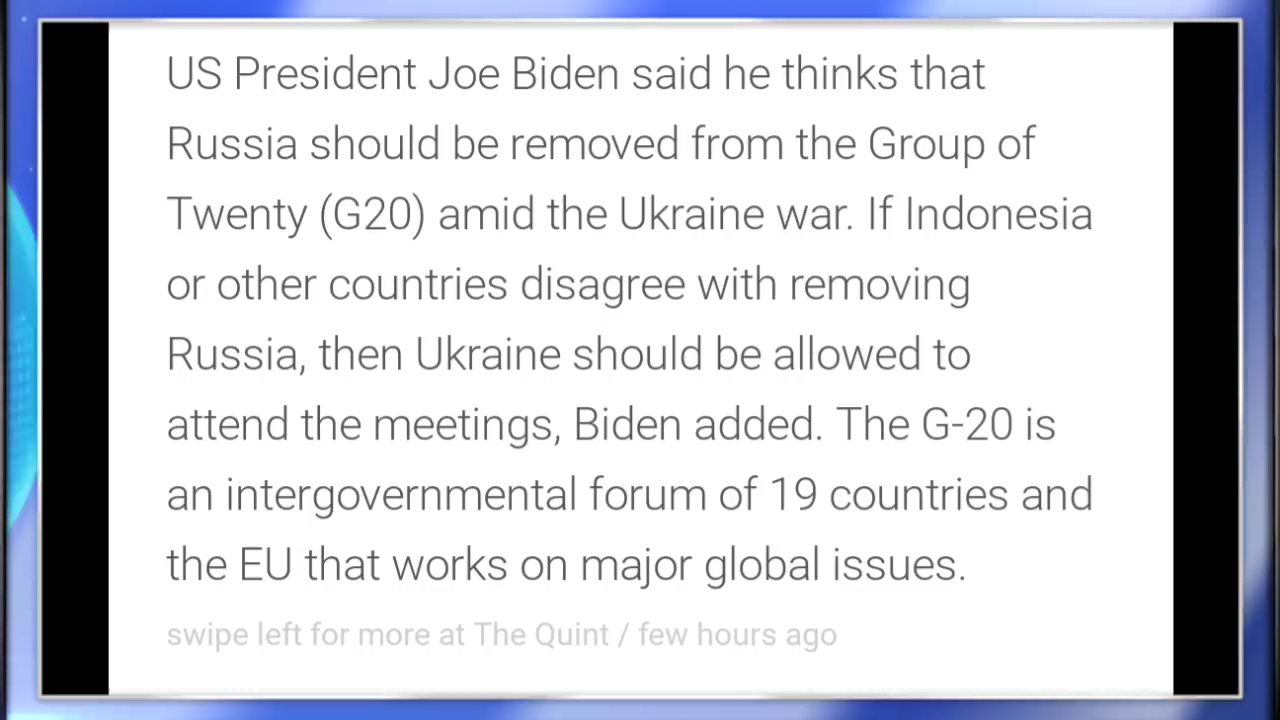 US President Joe Biden said he thinks that
Russia should be removed from the Group of
Twenty (G20) amid the Ukraine war. If Indonesia
or other countries disagree with removing
Russia, then Ukraine should be allowed to
attend the meetings, Biden added. The G-20 is
an intergovernmental forum of 19 countries and
the EU that works on major global issues.
swipe left for more at The Quint / few hours ago